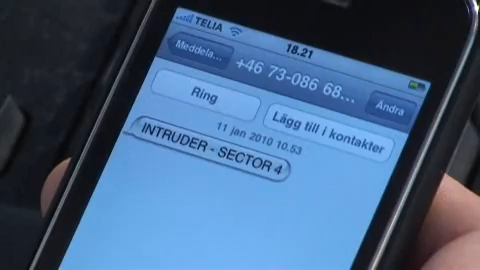 TELIA 18.21
Meddela... +46 73-086 68... Ändra
Ring Lägg till i kontakter
11 jan 2010 10.53
INTRUDER - SECTOR 4